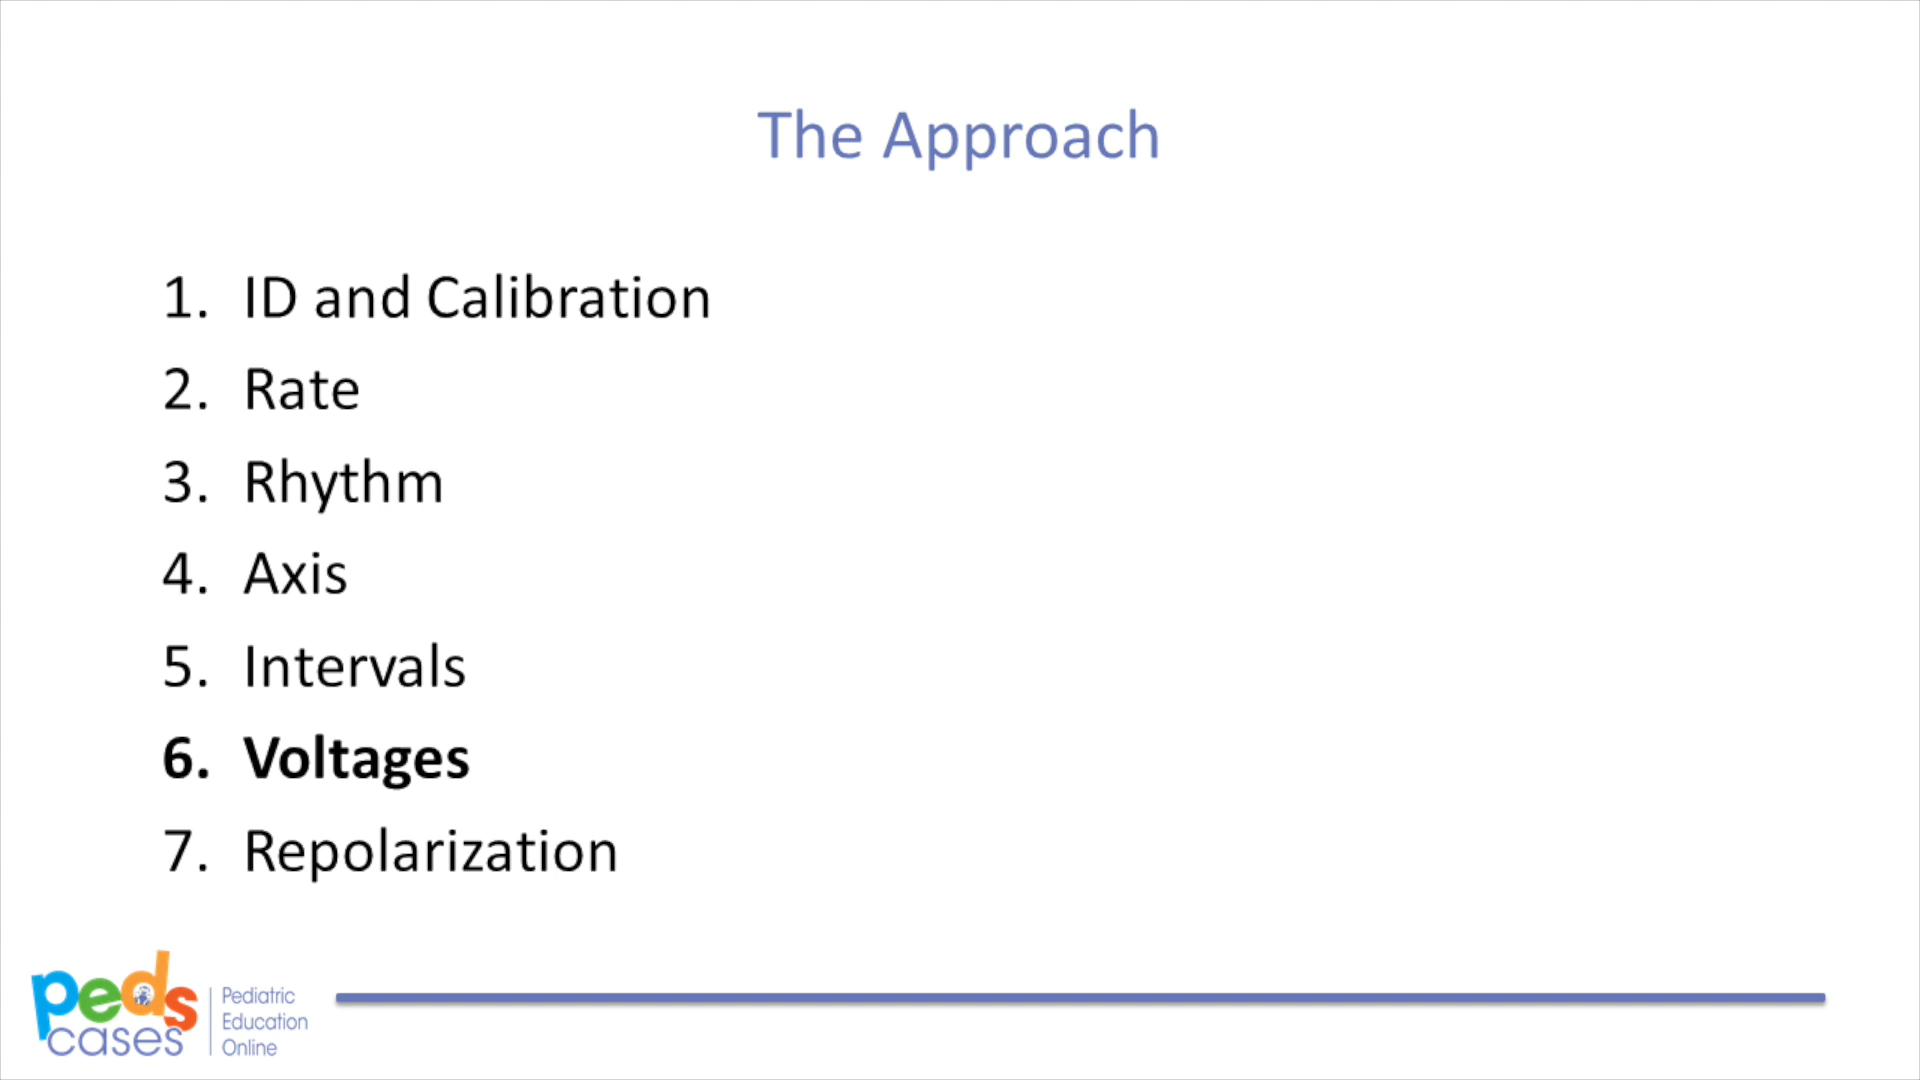 The Approach
1. ID and Calibration
2. Rate
3. Rhythm
4. Axis
5. Intervals
6. Voltages
7. Repolarization
peds
cases
Pediatric
Education
Online